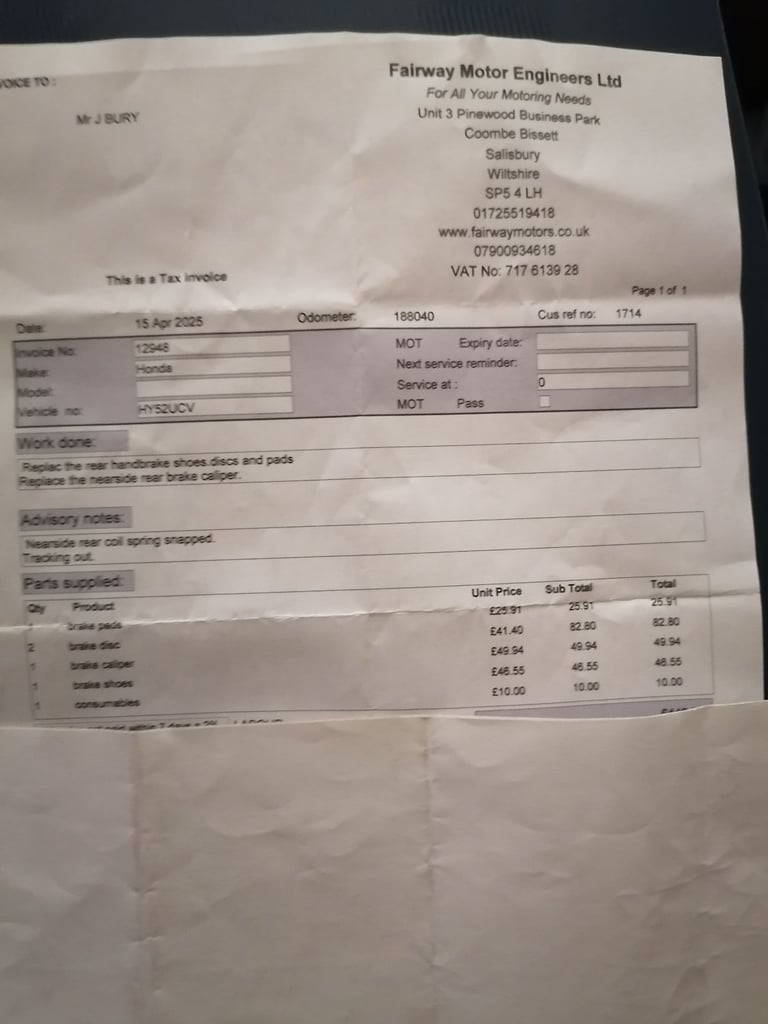 VOICE TO :
Mr J BURY
Fairway Motor Engineers Ltd
For All Your Motoring Needs
Unit 3 Pinewood Business Park
Coombe Bissett
Salisbury
Wiltshire
SP5 4 LH
01725519418
www.fairwaymotors.co.uk
07900934618
VAT No: 717 6139 28
This is a Tax invoice
Page 1 of 1
Date: 15 Apr 2025 Odometer: 188040 Cus ref no: 1714
Invoice No: 12948 MOT Expiry date:
Make: Honda Next service reminder:
Model: Service at : 0
Vehicle no: HY52UCV MOT Pass
Work done:
Replac the rear handbrake shoes.discs and pads
Replace the nearside rear brake caliper.
Advisory notes:
Nearside rear coil spring snapped.
Tracking out.
Parts supplied:
Qty Product Unit Price Sub Total Total
1 brake pads £25.91 25.91 25.91
2 brake disc £41.40 82.80 82.80
1 brake caliper £49.94 49.94 49.94
1 brake shoes £46.55 46.55 46.55
1 consumables £10.00 10.00 10.00